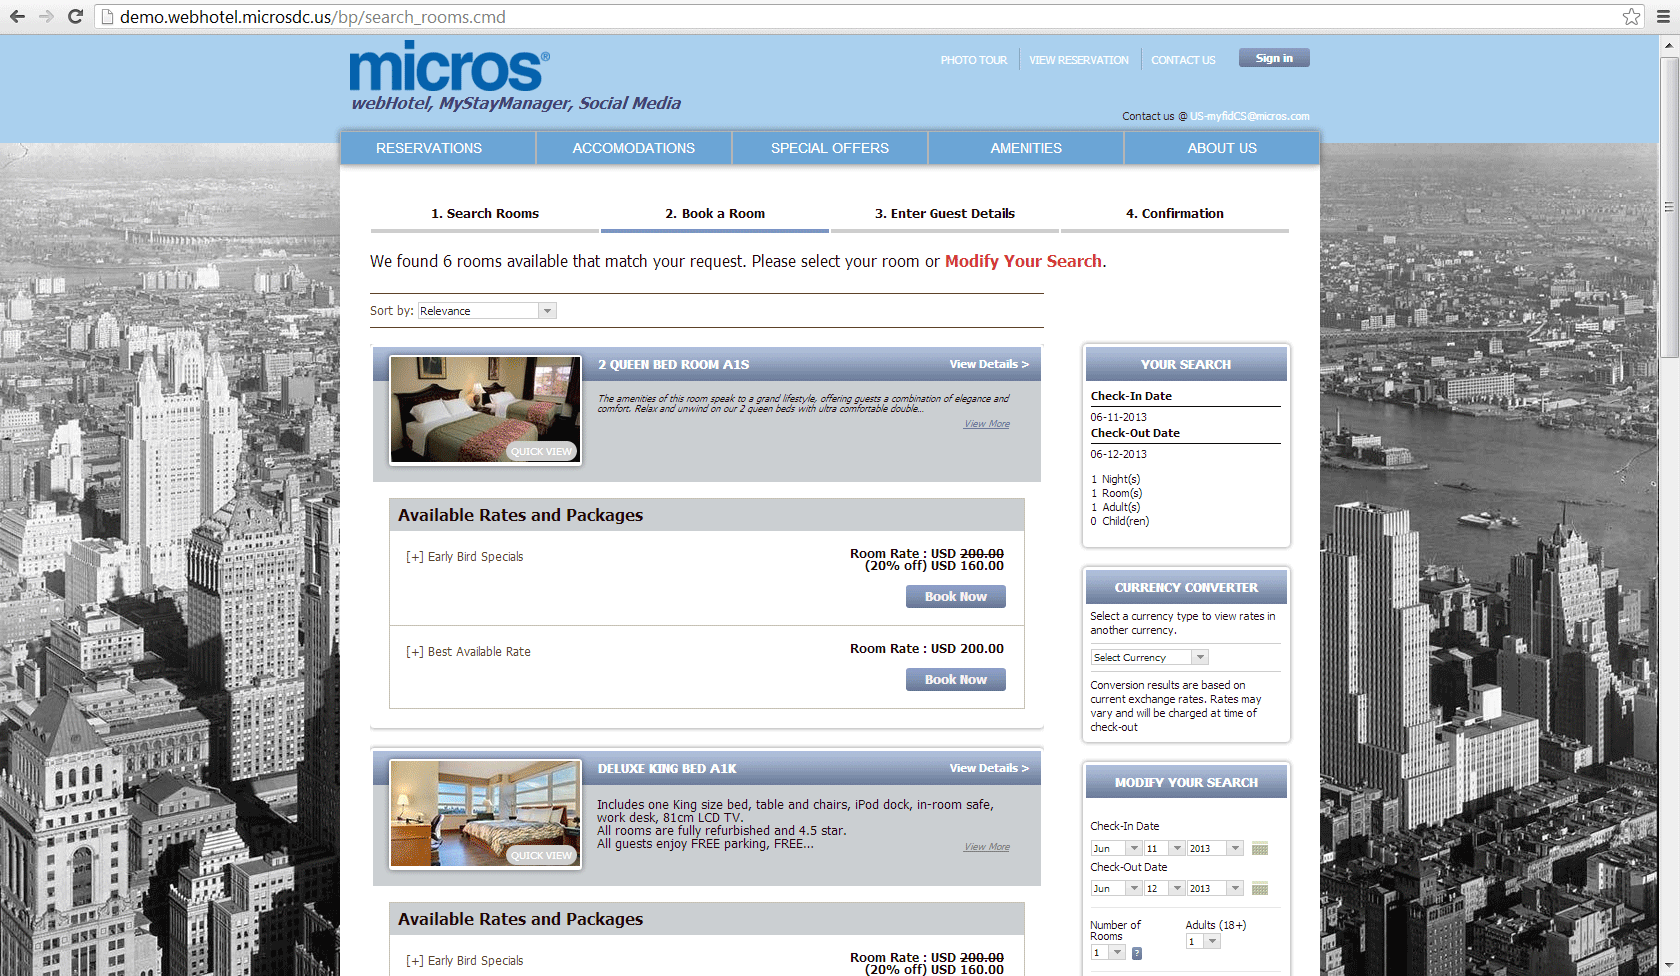 demo.webhotel.microsdc.us/bp/search_rooms.cmd
micros®
webHotel, MyStayManager, Social Media
PHOTO TOUR
VIEW RESERVATION
CONTACT US
Sign in
Contact us @ US-myfidCS@micros.com
RESERVATIONS
ACCOMODATIONS
SPECIAL OFFERS
AMENITIES
ABOUT US
1. Search Rooms
2. Book a Room
3. Enter Guest Details
4. Confirmation
We found 6 rooms available that match your request. Please select your room or Modify Your Search.
Sort by: Relevance
2 QUEEN BED ROOM A1S
View Details >
The amenities of this room speak to a grand lifestyle, offering guests a combination of elegance and
comfort. Relax and unwind on our 2 queen beds with ultra comfortable double...
View More
QUICK VIEW
Available Rates and Packages
[+] Early Bird Specials
Room Rate : USD 200.00
(20% off) USD 160.00
Book Now
[+] Best Available Rate
Room Rate : USD 200.00
Book Now
DELUXE KING BED A1K
View Details >
Includes one King size bed, table and chairs, iPod dock, in-room safe,
work desk, 81cm LCD TV.
All rooms are fully refurbished and 4.5 star.
All guests enjoy FREE parking, FREE...
View More
QUICK VIEW
Available Rates and Packages
[+] Early Bird Specials
Room Rate : USD 200.00
(20% off) USD 160.00
YOUR SEARCH
Check-In Date
06-11-2013
Check-Out Date
06-12-2013
1 Night(s)
1 Room(s)
1 Adult(s)
0 Child(ren)
CURRENCY CONVERTER
Select a currency type to view rates in
another currency.
Select Currency
Conversion results are based on
current exchange rates. Rates may
vary and will be charged at time of
check-out
MODIFY YOUR SEARCH
Check-In Date
Jun 11 2013
Check-Out Date
Jun 12 2013
Number of
Rooms
1 ?
Adults (18+)
1